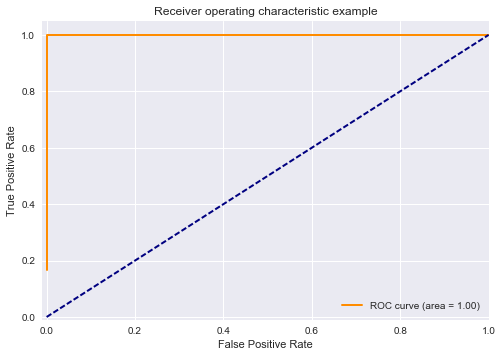 Receiver operating characteristic example
1.0
0.8
0.6
0.4
0.2
0.0
True Positive Rate
ROC curve (area = 1.00)
0.0 0.2 0.4 0.6 0.8 1.0
False Positive Rate